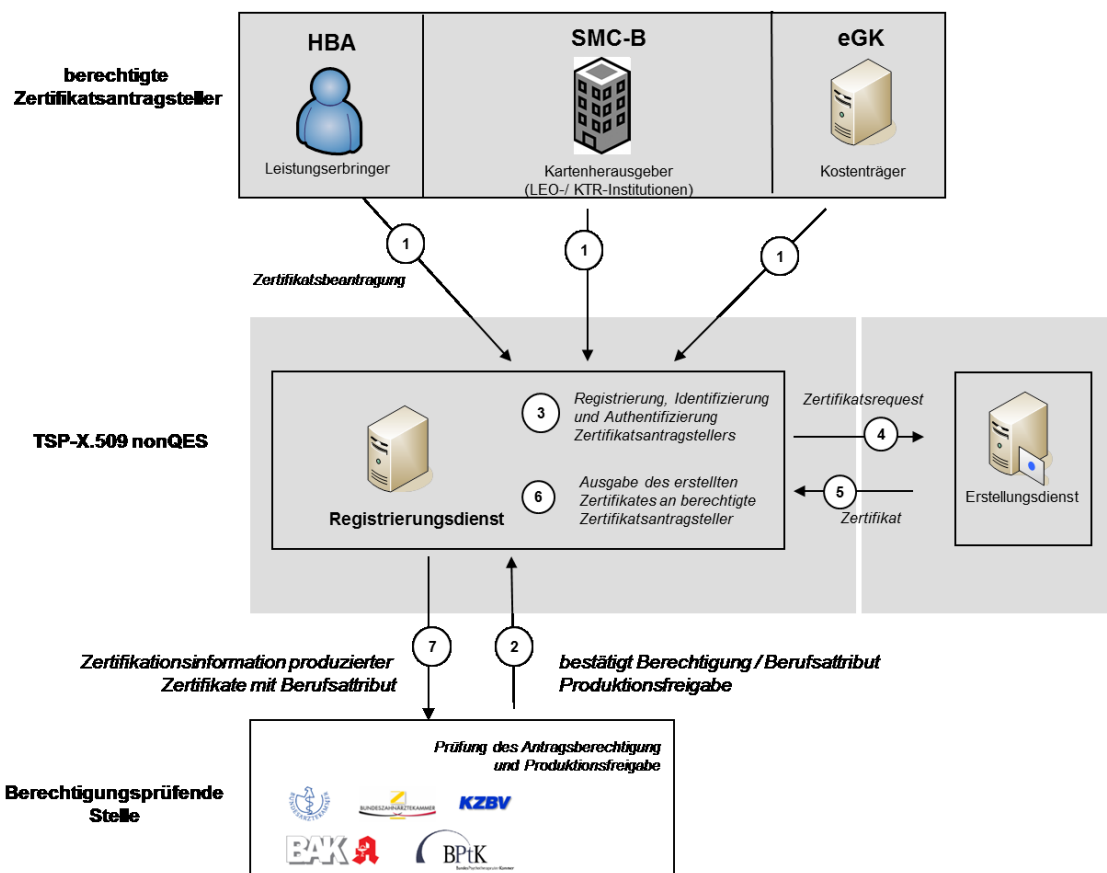 HBA
SMC-B
eGK
berechtigte
Zertifikatsantragsteller
Leistungserbringer
Kartenherausgeber
(LEO-/ KTR-Institutionen)
Kostenträger
1
1
1
Zertifikatsbeantragung
TSP-X.509 nonQES
3
Registrierung, Identifizierung
und Authentifizierung
Zertifikatsantragstellers
6
Ausgabe des erstellten
Zertifikates an berechtigte
Zertifikatsantragsteller
Registrierungsdienst
Zertifikatsrequest
4
5
Zertifikat
Erstellungsdienst
7
2
Zertifikationsinformation produzierter
Zertifikate mit Berufsattribut
bestätigt Berechtigung / Berufsattribut
Produktionsfreigabe
Prüfung des Antragsberechtigung
und Produktionsfreigabe
Berechtigungsprüfende
Stelle
BUNDESÄRZTEKAMMER
BUNDESZAHNÄRZTEKAMMER
KZBV
BAK
BPtK
BundesPsychotherapeutenKammer